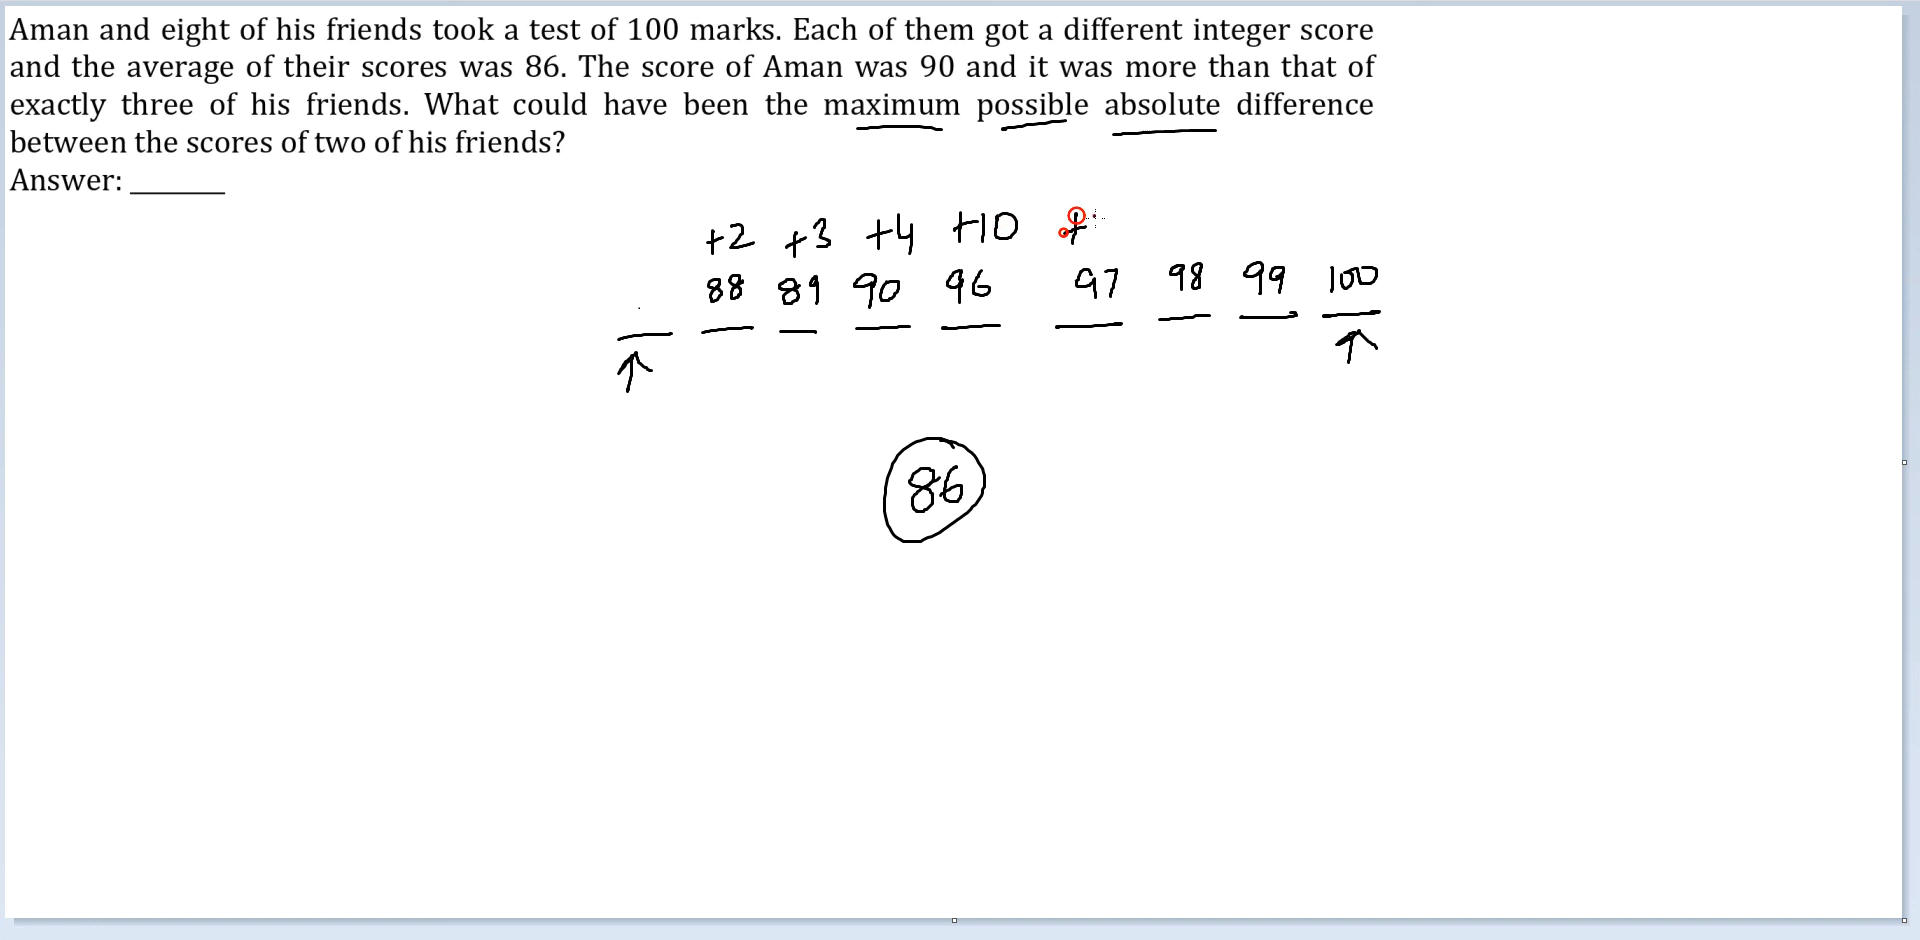 Aman and eight of his friends took a test of 100 marks. Each of them got a different integer score
and the average of their scores was 86. The score of Aman was 90 and it was more than that of
exactly three of his friends. What could have been the maximum possible absolute difference
between the scores of two of his friends?
Answer: _______
+2 +3 +4 +10 +
88 89 90 96 97 98 99 100
86